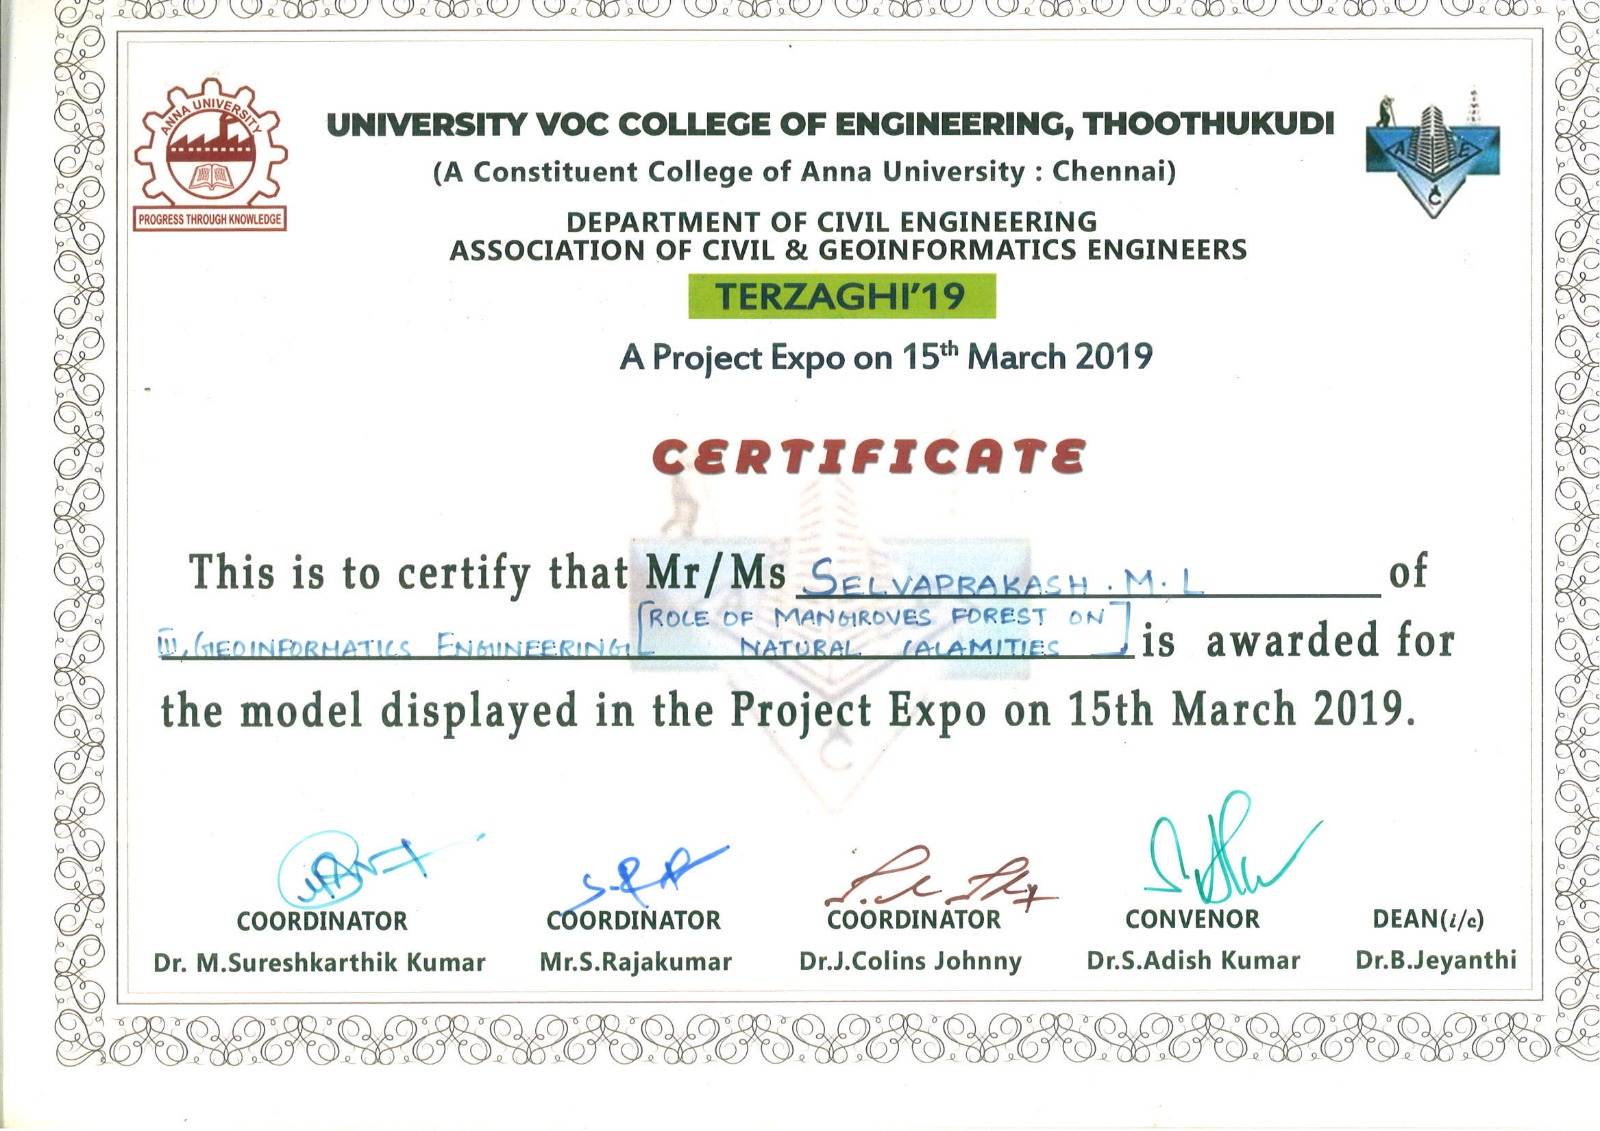 ANNA UNIVERSITY
PROGRESS THROUGH KNOWLEDGE
UNIVERSITY VOC COLLEGE OF ENGINEERING, THOOTHUKUDI
(A Constituent College of Anna University : Chennai)
DEPARTMENT OF CIVIL ENGINEERING
ASSOCIATION OF CIVIL & GEOINFORMATICS ENGINEERS
TERZAGHI'19
A Project Expo on 15th March 2019
CERTIFICATE
This is to certify that Mr/Ms SELVAPRAKASH . M. L of
III, GEOINFORMATICS ENGINEERING [ROLE OF MANGROVES FOREST ON
NATURAL CALAMITIES] is awarded for
the model displayed in the Project Expo on 15th March 2019.
COORDINATOR COORDINATOR COORDINATOR CONVENOR DEAN(i/c)
Dr. M.Sureshkarthik Kumar Mr.S.Rajakumar Dr.J.Colins Johnny Dr.S.Adish Kumar Dr.B.Jeyanthi